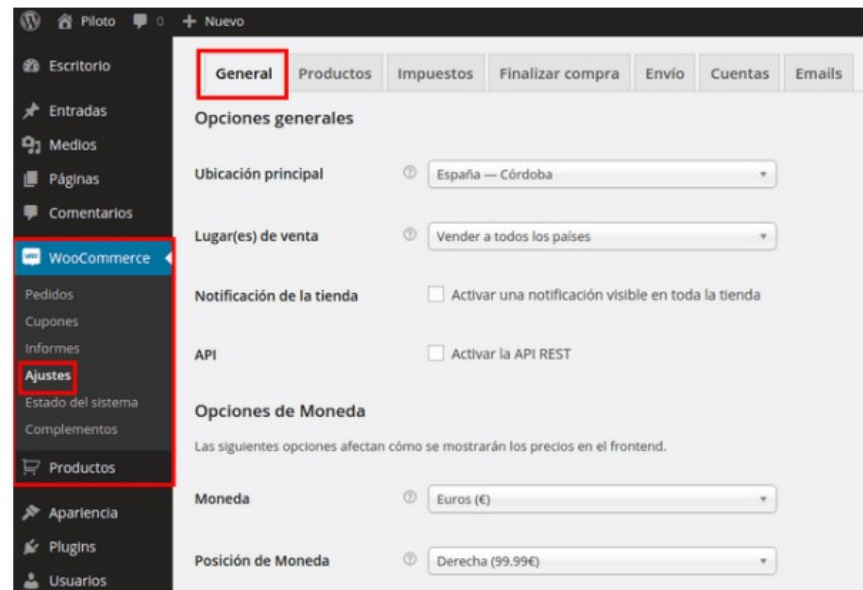 Piloto 0 + Nuevo
Escritorio
Entradas
Medios
Páginas
Comentarios
WooCommerce
Pedidos
Cupones
Informes
Ajustes
Estado del sistema
Complementos
Productos
Apariencia
Plugins
Usuarios
General Productos Impuestos Finalizar compra Envío Cuentas Emails
Opciones generales
Ubicación principal ? España — Córdoba
Lugar(es) de venta ? Vender a todos los países
Notificación de la tienda Activar una notificación visible en toda la tienda
API Activar la API REST
Opciones de Moneda
Las siguientes opciones afectan cómo se mostrarán los precios en el frontend.
Moneda ? Euros (€)
Posición de Moneda ? Derecha (99.99€)